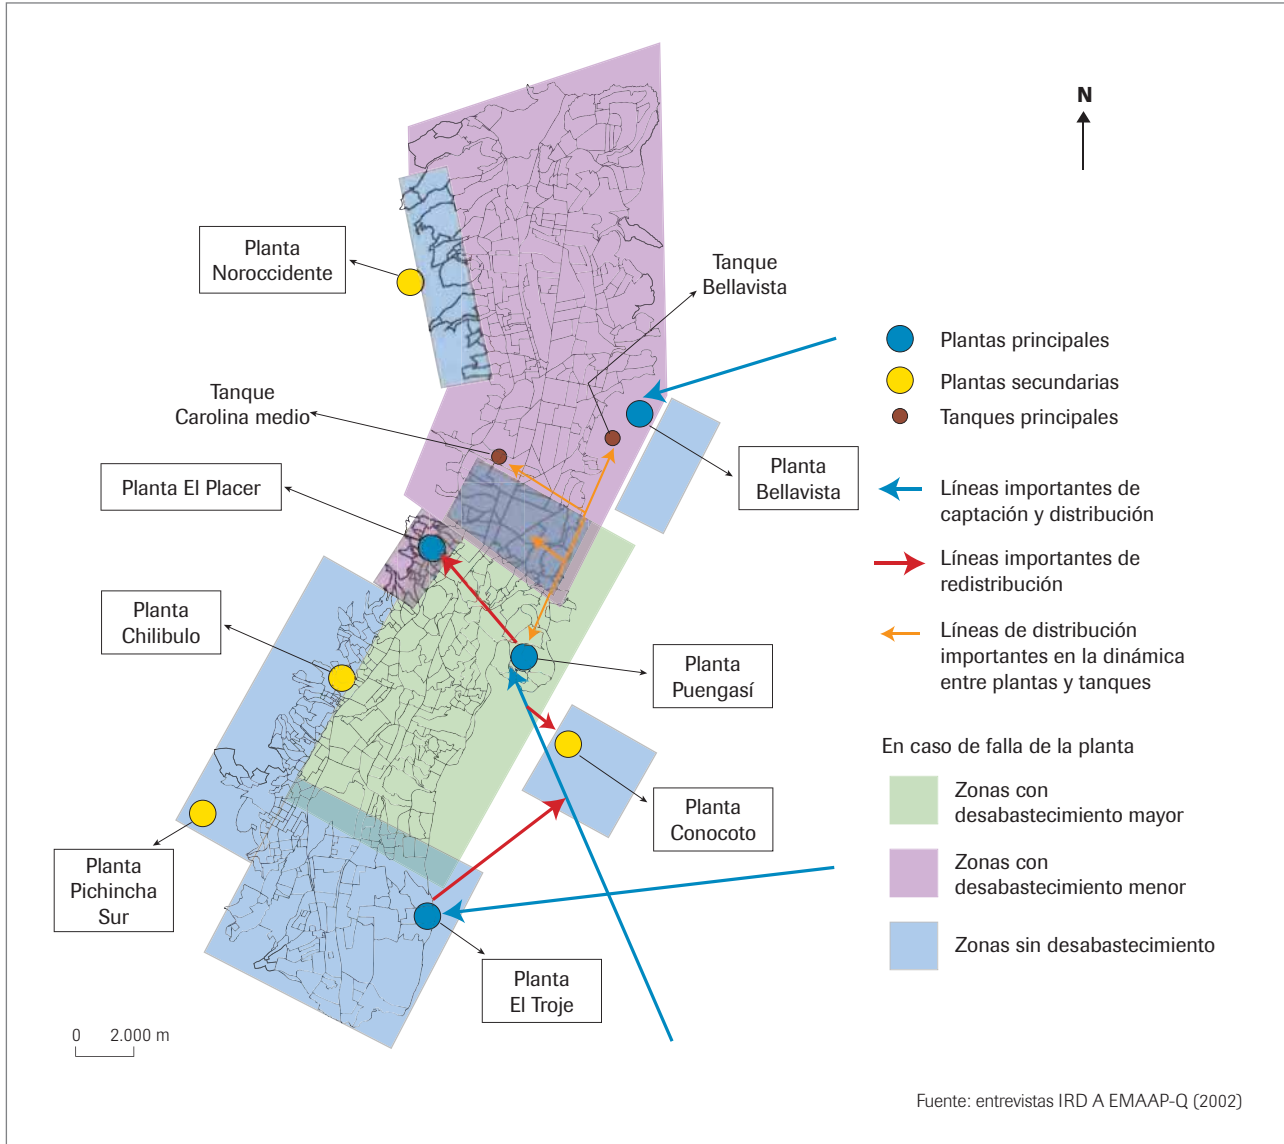 N
Planta
Noroccidente
Tanque
Bellavista
Tanque
Carolina medio
Planta El Placer
Planta
Bellavista
Planta
Chilibulo
Planta
Puengasí
Planta
Conocoto
Planta
Pichincha
Sur
Planta
El Troje
0 2.000 m
Plantas principales
Plantas secundarias
Tanques principales
Líneas importantes de
captación y distribución
Líneas importantes de
redistribución
Líneas de distribución
importantes en la dinámica
entre plantas y tanques
En caso de falla de la planta
Zonas con
desabastecimiento mayor
Zonas con
desabastecimiento menor
Zonas sin desabastecimiento
Fuente: entrevistas IRD A EMAAP-Q (2002)